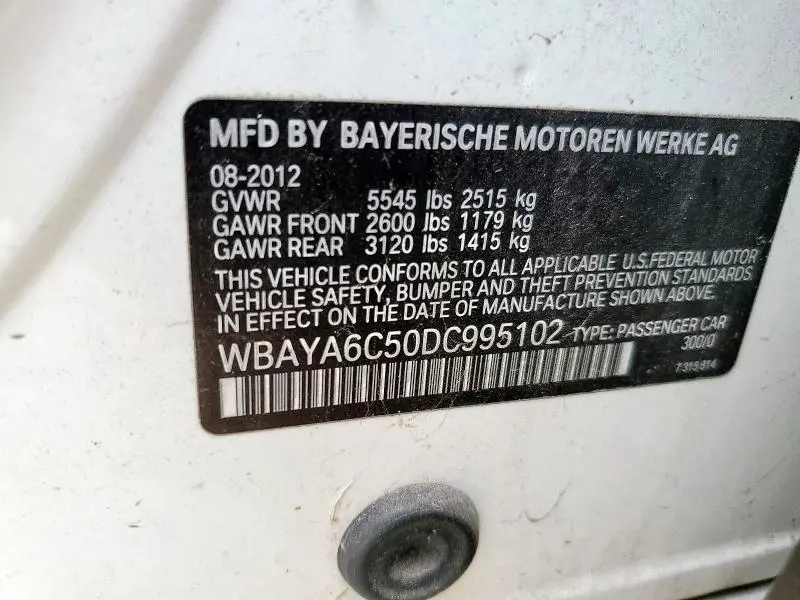 MFD BY BAYERISCHE MOTOREN WERKE AG
08-2012
GVWR 5545 lbs 2515 kg
GAWR FRONT 2600 lbs 1179 kg
GAWR REAR 3120 lbs 1415 kg
THIS VEHICLE CONFORMS TO ALL APPLICABLE U.S.FEDERAL MOTOR
VEHICLE SAFETY, BUMPER AND THEFT PREVENTION STANDARDS
IN EFFECT ON THE DATE OF MANUFACTURE SHOWN ABOVE.
WBAYA6C50DC995102 TYPE: PASSENGER CAR
300/0
7315914